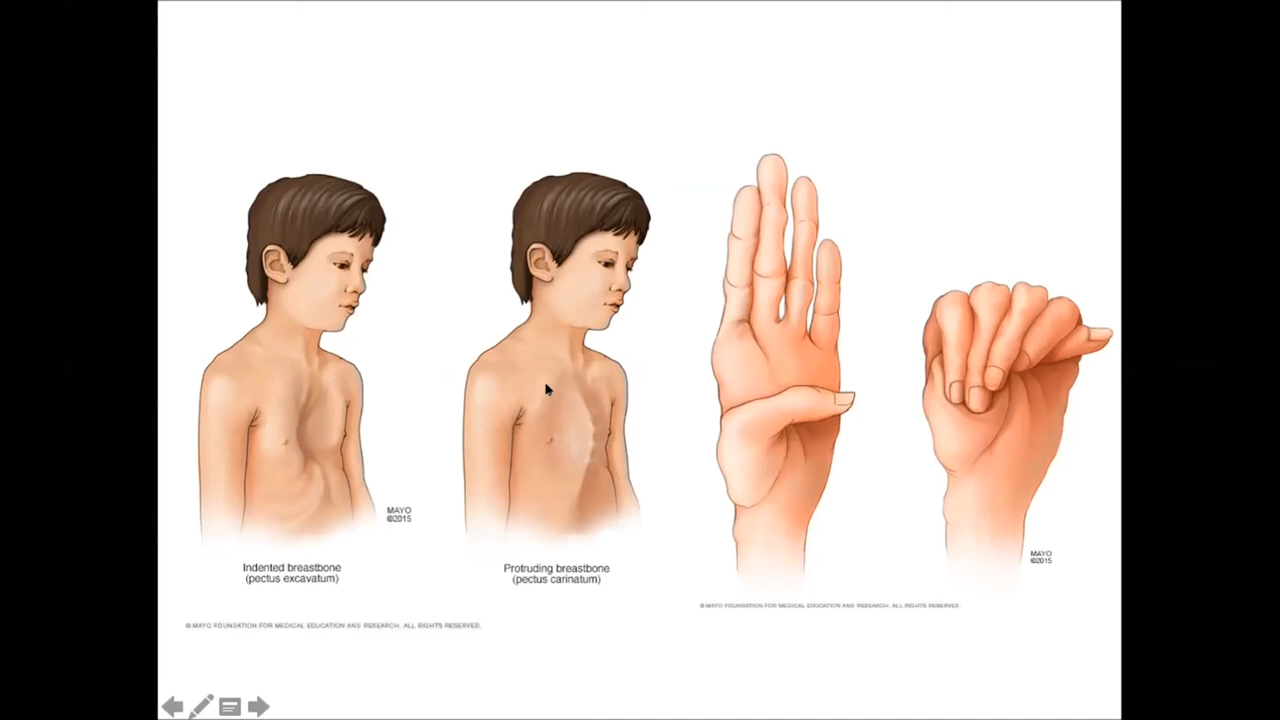 MAYO
©2015
Indented breastbone
(pectus excavatum)
Protruding breastbone
(pectus carinatum)
© MAYO FOUNDATION FOR MEDICAL EDUCATION AND RESEARCH. ALL RIGHTS RESERVED.
MAYO
©2015
© MAYO FOUNDATION FOR MEDICAL EDUCATION AND RESEARCH. ALL RIGHTS RESERVED.